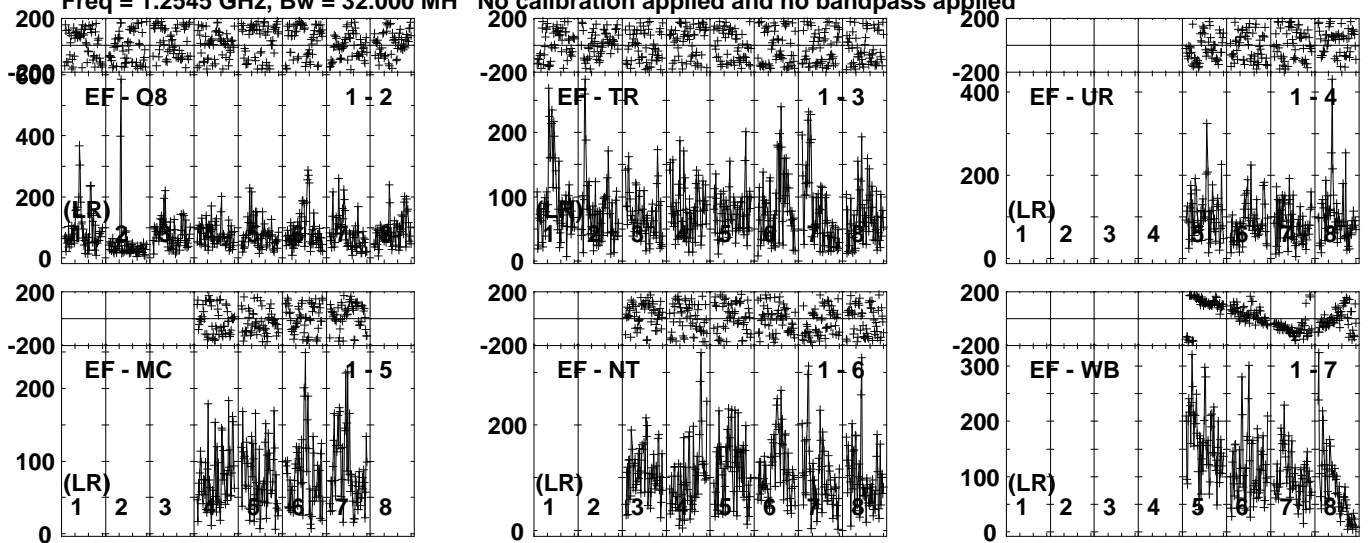 Freq = 1.2545 GHz, Bw = 32.000 MH No calibration applied and no bandpass applied
200
-200
600
400
200
0
EF - O8
1 - 2
(LR)
1 2 3 4 5 6 7 8
200
-200
200
100
0
EF - TR
1 - 3
(LR)
1 2 3 4 5 6 7 8
200
-200
400
200
0
EF - UR
1 - 4
(LR)
1 2 3 4 5 6 7 8
200
-200
200
100
0
EF - MC
1 - 5
(LR)
1 2 3 4 5 6 7 8
200
-200
200
0
EF - NT
1 - 6
(LR)
1 2 3 4 5 6 7 8
200
-200
300
200
100
0
EF - WB
1 - 7
(LR)
1 2 3 4 5 6 7 8